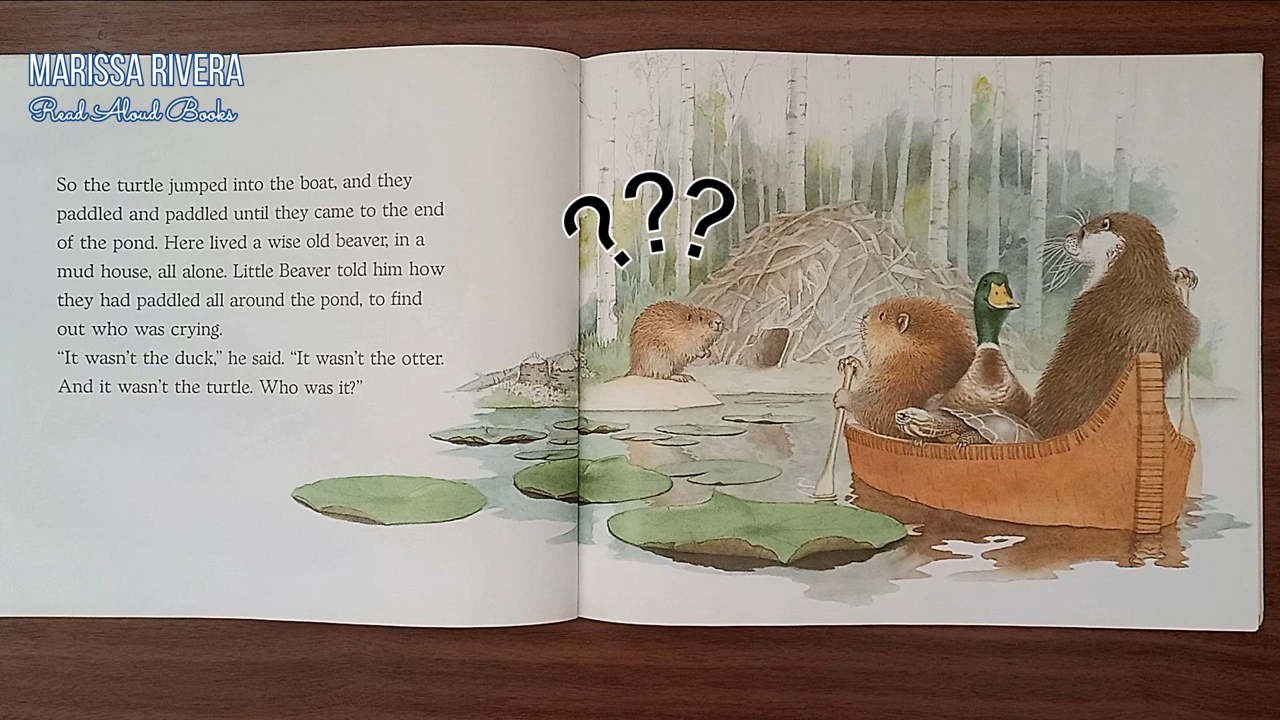 MARISSA RIVERA
Read Aloud Books
So the turtle jumped into the boat, and they
paddled and paddled until they came to the end
of the pond. Here lived a wise old beaver, in a
mud house, all alone. Little Beaver told him how
they had paddled all around the pond, to find
out who was crying.
“It wasn’t the duck,” he said. “It wasn’t the otter.
And it wasn’t the turtle. Who was it?”
???